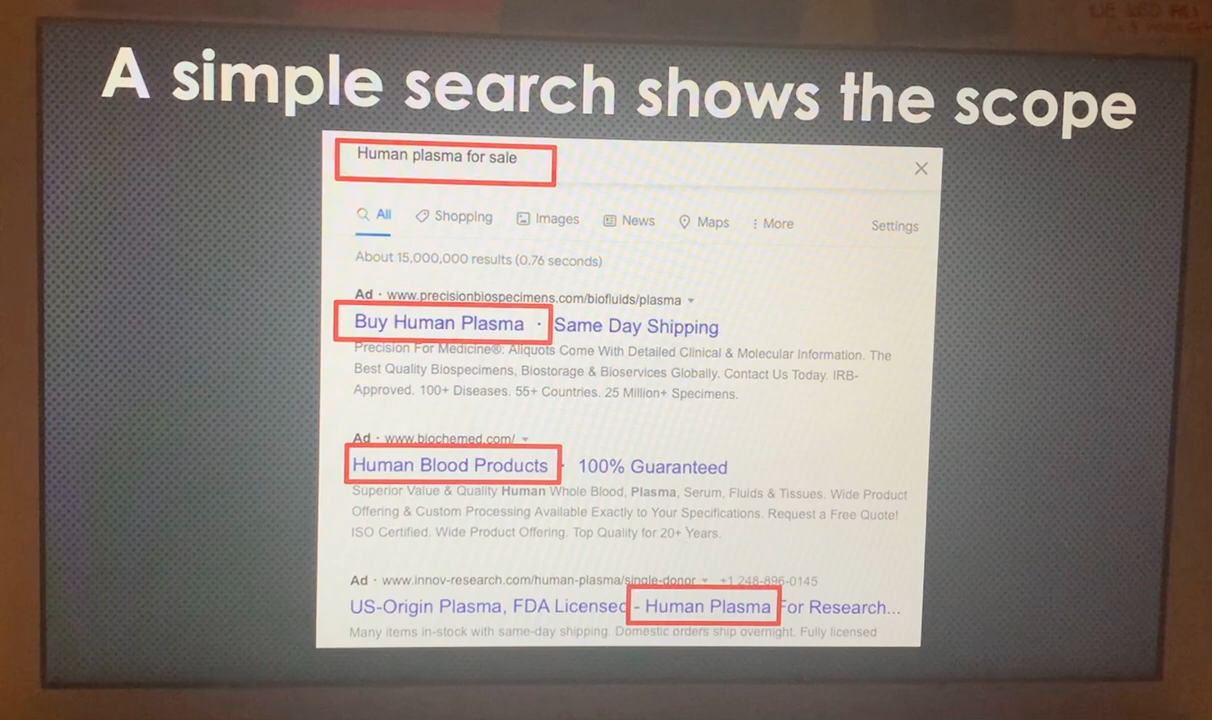 A simple search shows the scope
Human plasma for sale
All Shopping Images News Maps More Settings
About 15,000,000 results (0.76 seconds)
Ad · www.precisionbiospecimens.com/biofluids/plasma
Buy Human Plasma · Same Day Shipping
Precision For Medicine®: Aliquots Come With Detailed Clinical & Molecular Information. The
Best Quality Biospecimens, Biostorage & Bioservices Globally. Contact Us Today. IRB-
Approved. 100+ Diseases. 55+ Countries. 25 Million+ Specimens.
Ad · www.biochemed.com/
Human Blood Products · 100% Guaranteed
Superior Value & Quality Human Whole Blood, Plasma, Serum, Fluids & Tissues. Wide Product
Offering & Custom Processing Available Exactly to Your Specifications. Request a Free Quote!
ISO Certified. Wide Product Offering. Top Quality for 20+ Years.
Ad · www.innov-research.com/human-plasma/single-donor +1 248-896-0145
US-Origin Plasma, FDA Licensed - Human Plasma For Research...
Many items in-stock with same-day shipping. Domestic orders ship overnight. Fully licensed